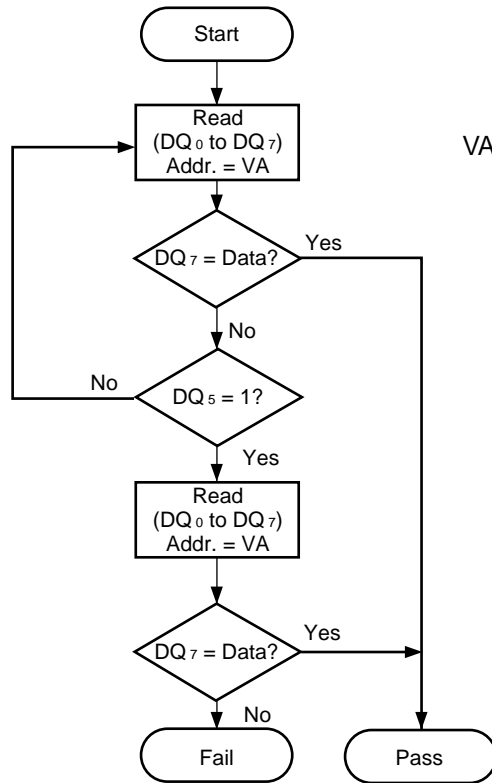 Start
Read
(DQ0 to DQ7)
Addr. = VA
VA
DQ7 = Data?
Yes
No
No
DQ5 = 1?
Yes
Read
(DQ0 to DQ7)
Addr. = VA
DQ7 = Data?
Yes
No
Fail
Pass